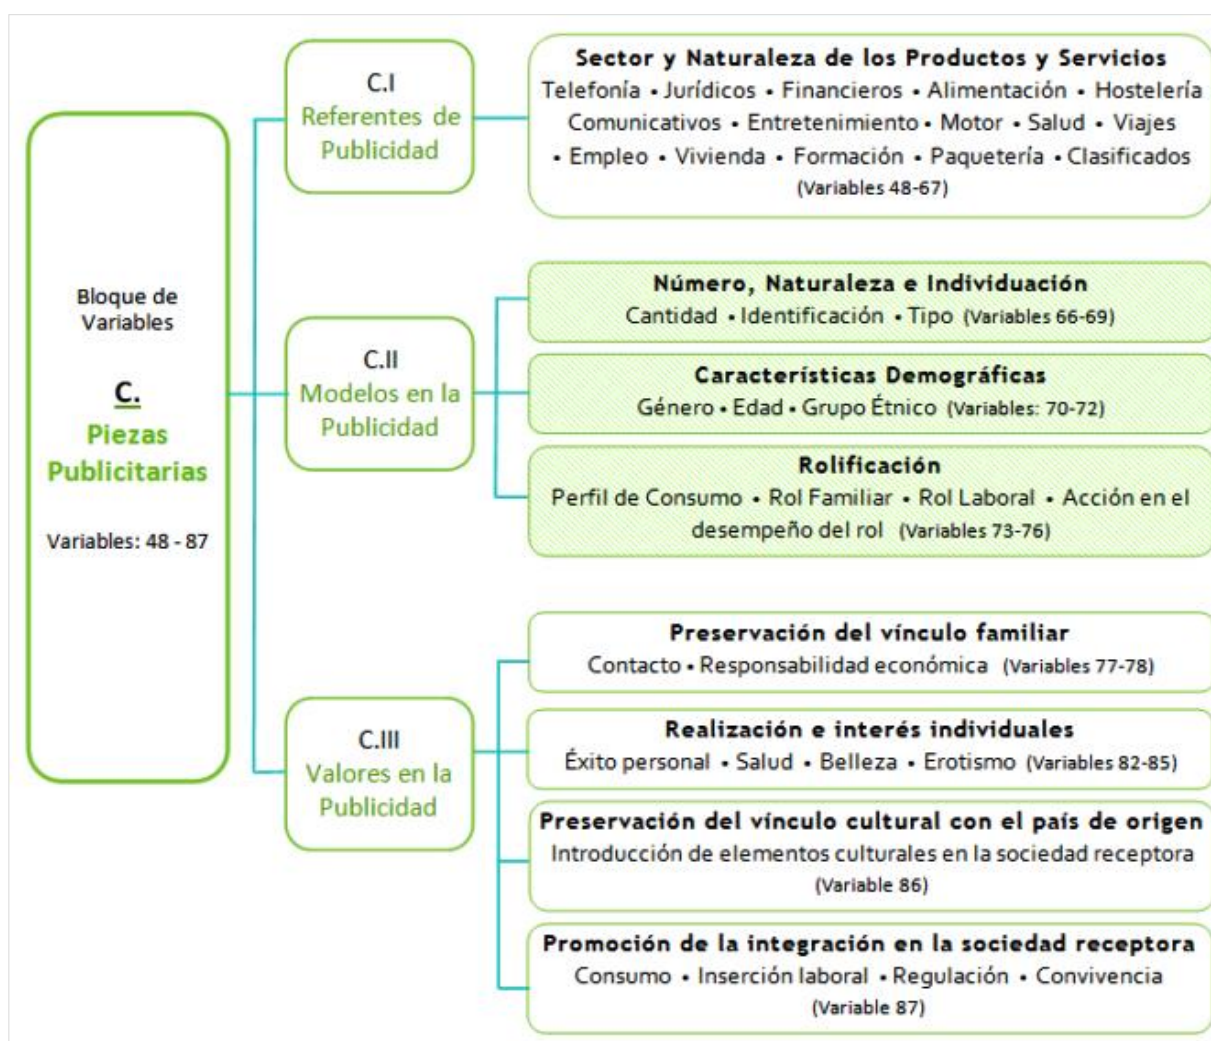 Bloque de
Variables
C.
Piezas
Publicitarias
Variables: 48 - 87
C.I
Referentes de
Publicidad
Sector y Naturaleza de los Productos y Servicios
Telefonía • Jurídicos • Financieros • Alimentación • Hostelería
Comunicativos • Entretenimiento • Motor • Salud • Viajes
• Empleo • Vivienda • Formación • Paquetería • Clasificados
(Variables 48-67)
C.II
Modelos en la
Publicidad
Número, Naturaleza e Individuación
Cantidad • Identificación • Tipo (Variables 66-69)
Características Demográficas
Género • Edad • Grupo Étnico (Variables: 70-72)
Rolificación
Perfil de Consumo • Rol Familiar • Rol Laboral • Acción en el
desempeño del rol (Variables 73-76)
C.III
Valores en la
Publicidad
Preservación del vínculo familiar
Contacto • Responsabilidad económica (Variables 77-78)
Realización e interés individuales
Éxito personal • Salud • Belleza • Erotismo (Variables 82-85)
Preservación del vínculo cultural con el país de origen
Introducción de elementos culturales en la sociedad receptora
(Variable 86)
Promoción de la integración en la sociedad receptora
Consumo • Inserción laboral • Regulación • Convivencia
(Variable 87)